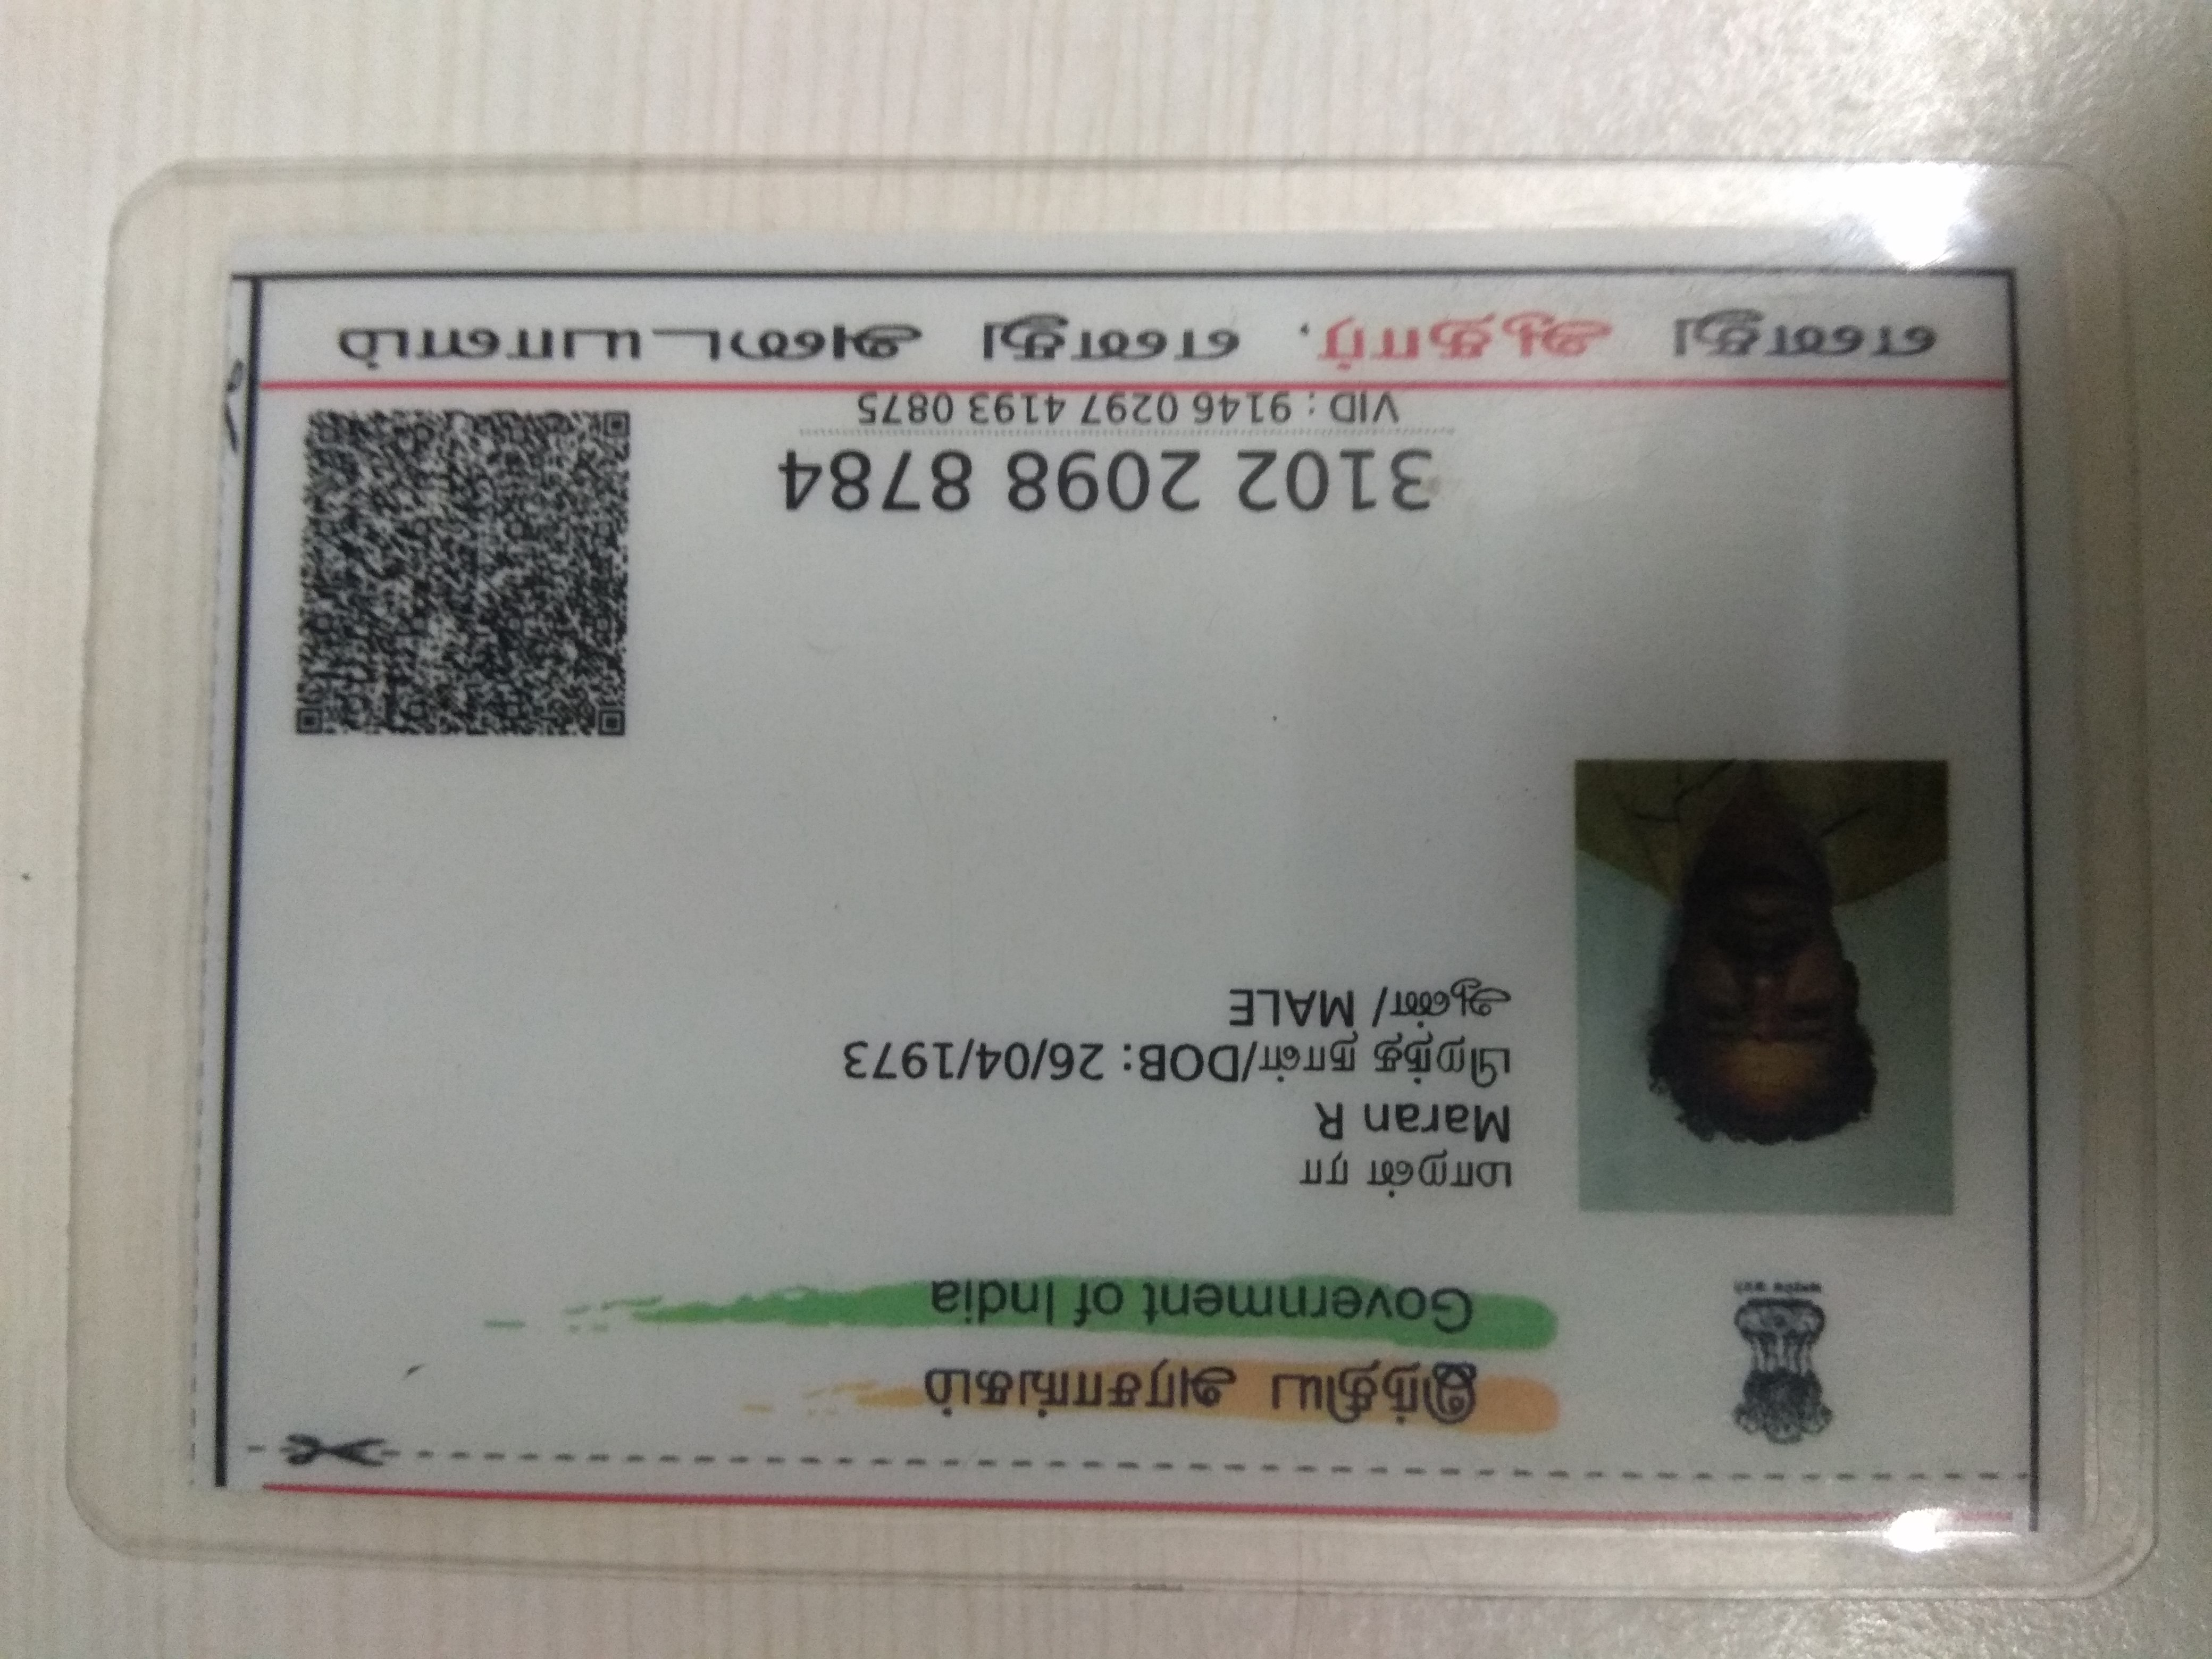 இந்திய அரசாங்கம்
Government of India
மாறன் ரா
Maran R
பிறந்த நாள்/DOB: 26/04/1973
ஆண்/ MALE
3102 2098 8784
VID : 9146 0297 4193 0875
எனது ஆதார், எனது அடையாளம்